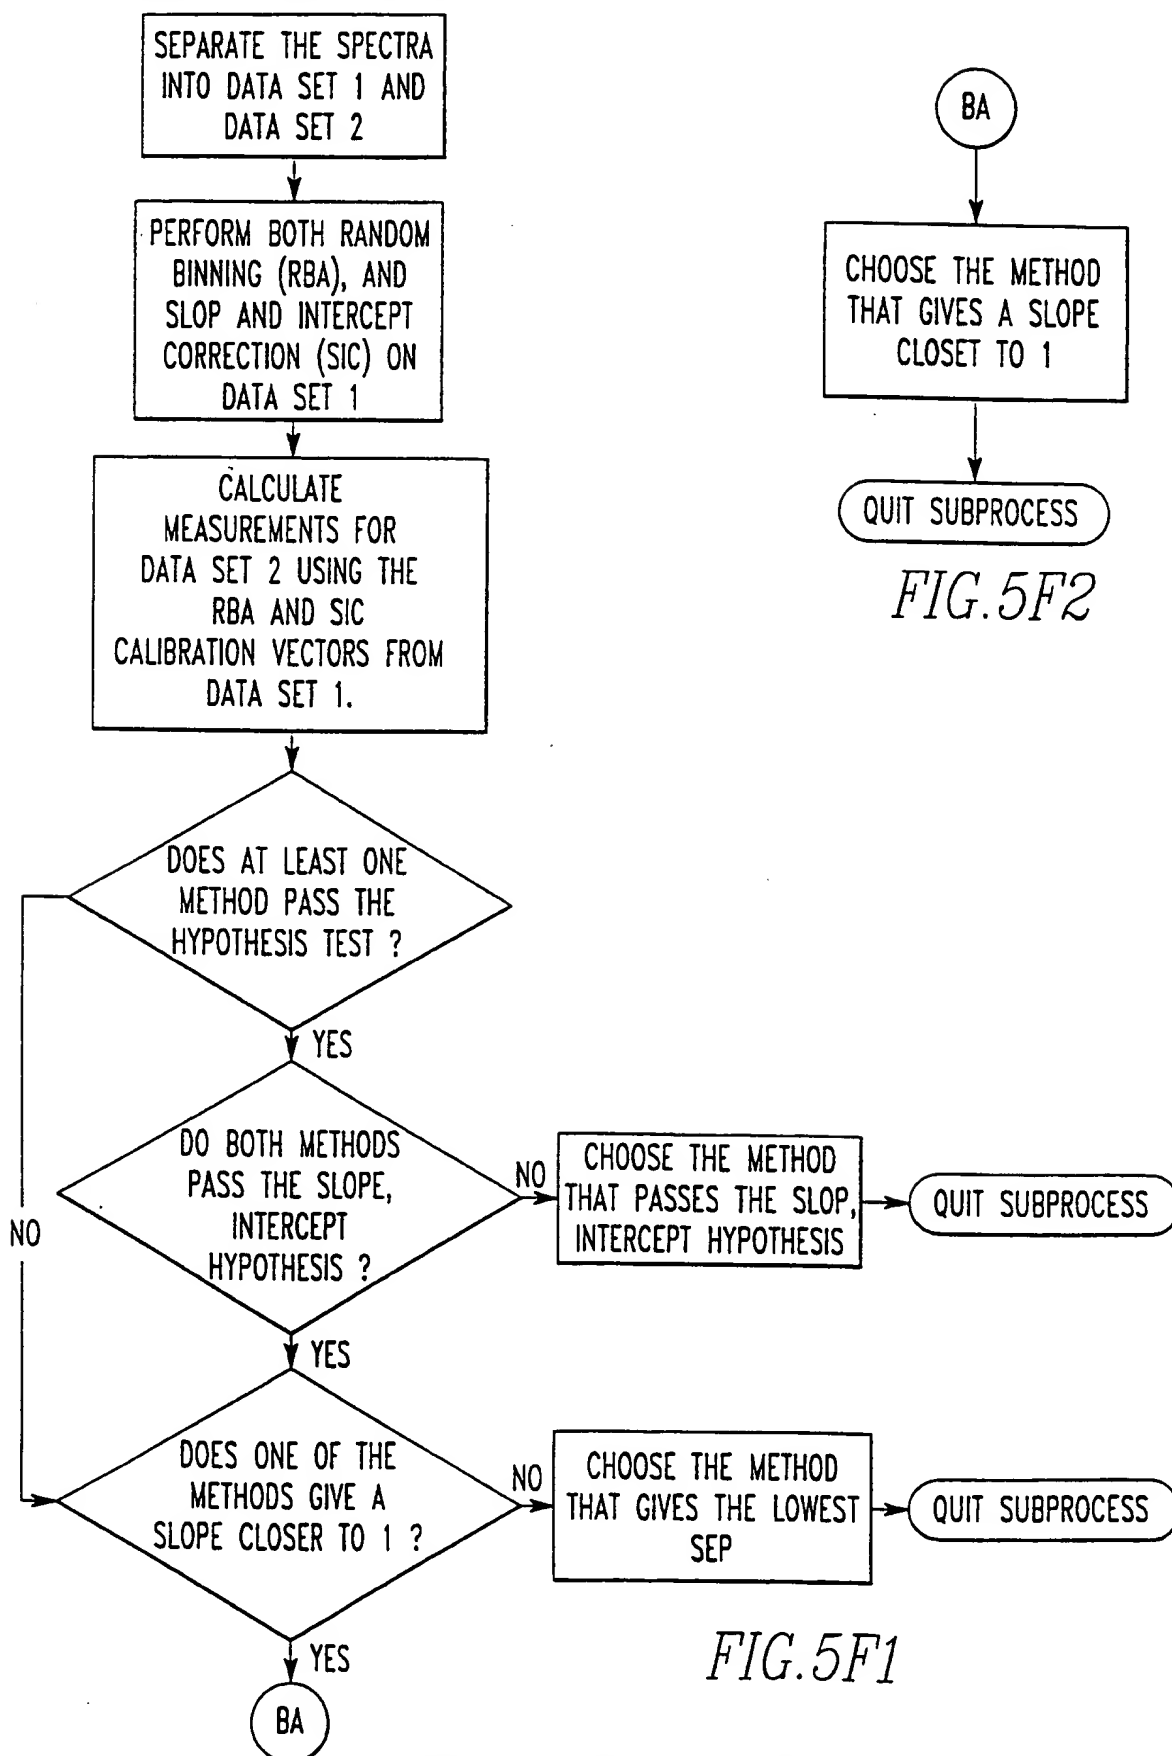 SEPARATE THE SPECTRA
INTO DATA SET 1 AND
DATA SET 2
PERFORM BOTH RANDOM
BINNING (RBA), AND
SLOP AND INTERCEPT
CORRECTION (SIC) ON
DATA SET 1
CALCULATE
MEASUREMENTS FOR
DATA SET 2 USING THE
RBA AND SIC
CALIBRATION VECTORS FROM
DATA SET 1.
DOES AT LEAST ONE
METHOD PASS THE
HYPOTHESIS TEST ?
YES
NO
DO BOTH METHODS
PASS THE SLOPE,
INTERCEPT
HYPOTHESIS ?
NO
CHOOSE THE METHOD
THAT PASSES THE SLOP,
INTERCEPT HYPOTHESIS
QUIT SUBPROCESS
YES
DOES ONE OF THE
METHODS GIVE A
SLOPE CLOSER TO 1 ?
NO
CHOOSE THE METHOD
THAT GIVES THE LOWEST
SEP
QUIT SUBPROCESS
YES
BA
FIG.5F1
BA
CHOOSE THE METHOD
THAT GIVES A SLOPE
CLOSET TO 1
QUIT SUBPROCESS
FIG.5F2